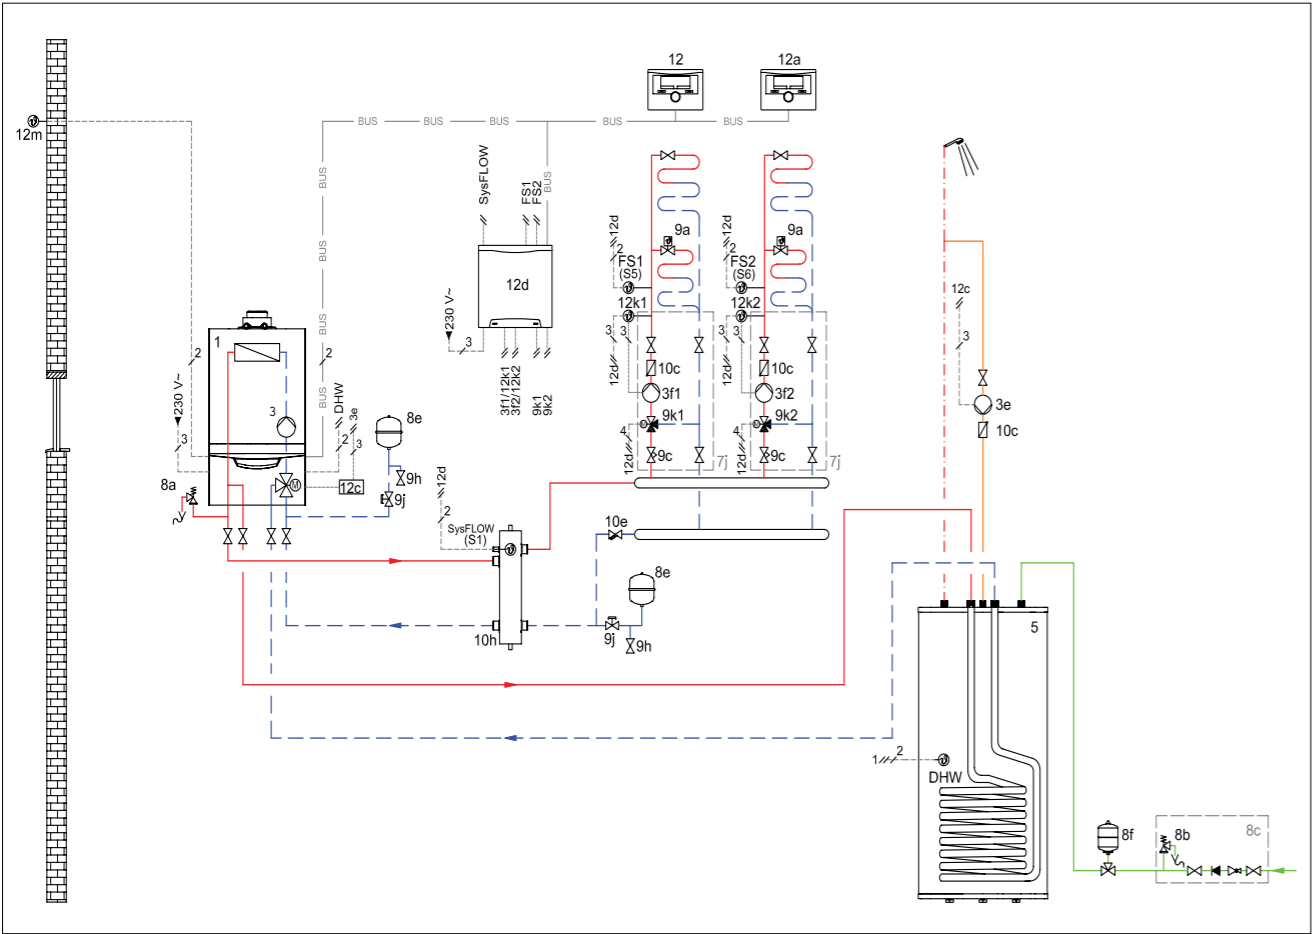 12
12a
12m
BUS
BUS
BUS
BUS
BUS
SysFLOW
FS1
FS2
BUS
BUS
BUS
BUS
BUS
12d
230 V~
3
3f1/12k1
3f2/12k2
9k1
9k2
12d
2
FS1
(S5)
12k1
9a
3
3
12d
10c
3f1
9k1
4
12d
9c
7j
12d
2
FS2
(S6)
12k2
9a
3
3
12d
10c
3f2
9k2
4
12d
9c
7j
12c
3
3e
10c
1
2
2
230 V~
3
3
DHW
2
3e
3
M
12c
8a
8e
9h
9j
12d
2
SysFLOW
(S1)
10h
10e
8e
9j
9h
5
1
2
DHW
8f
8b
8c